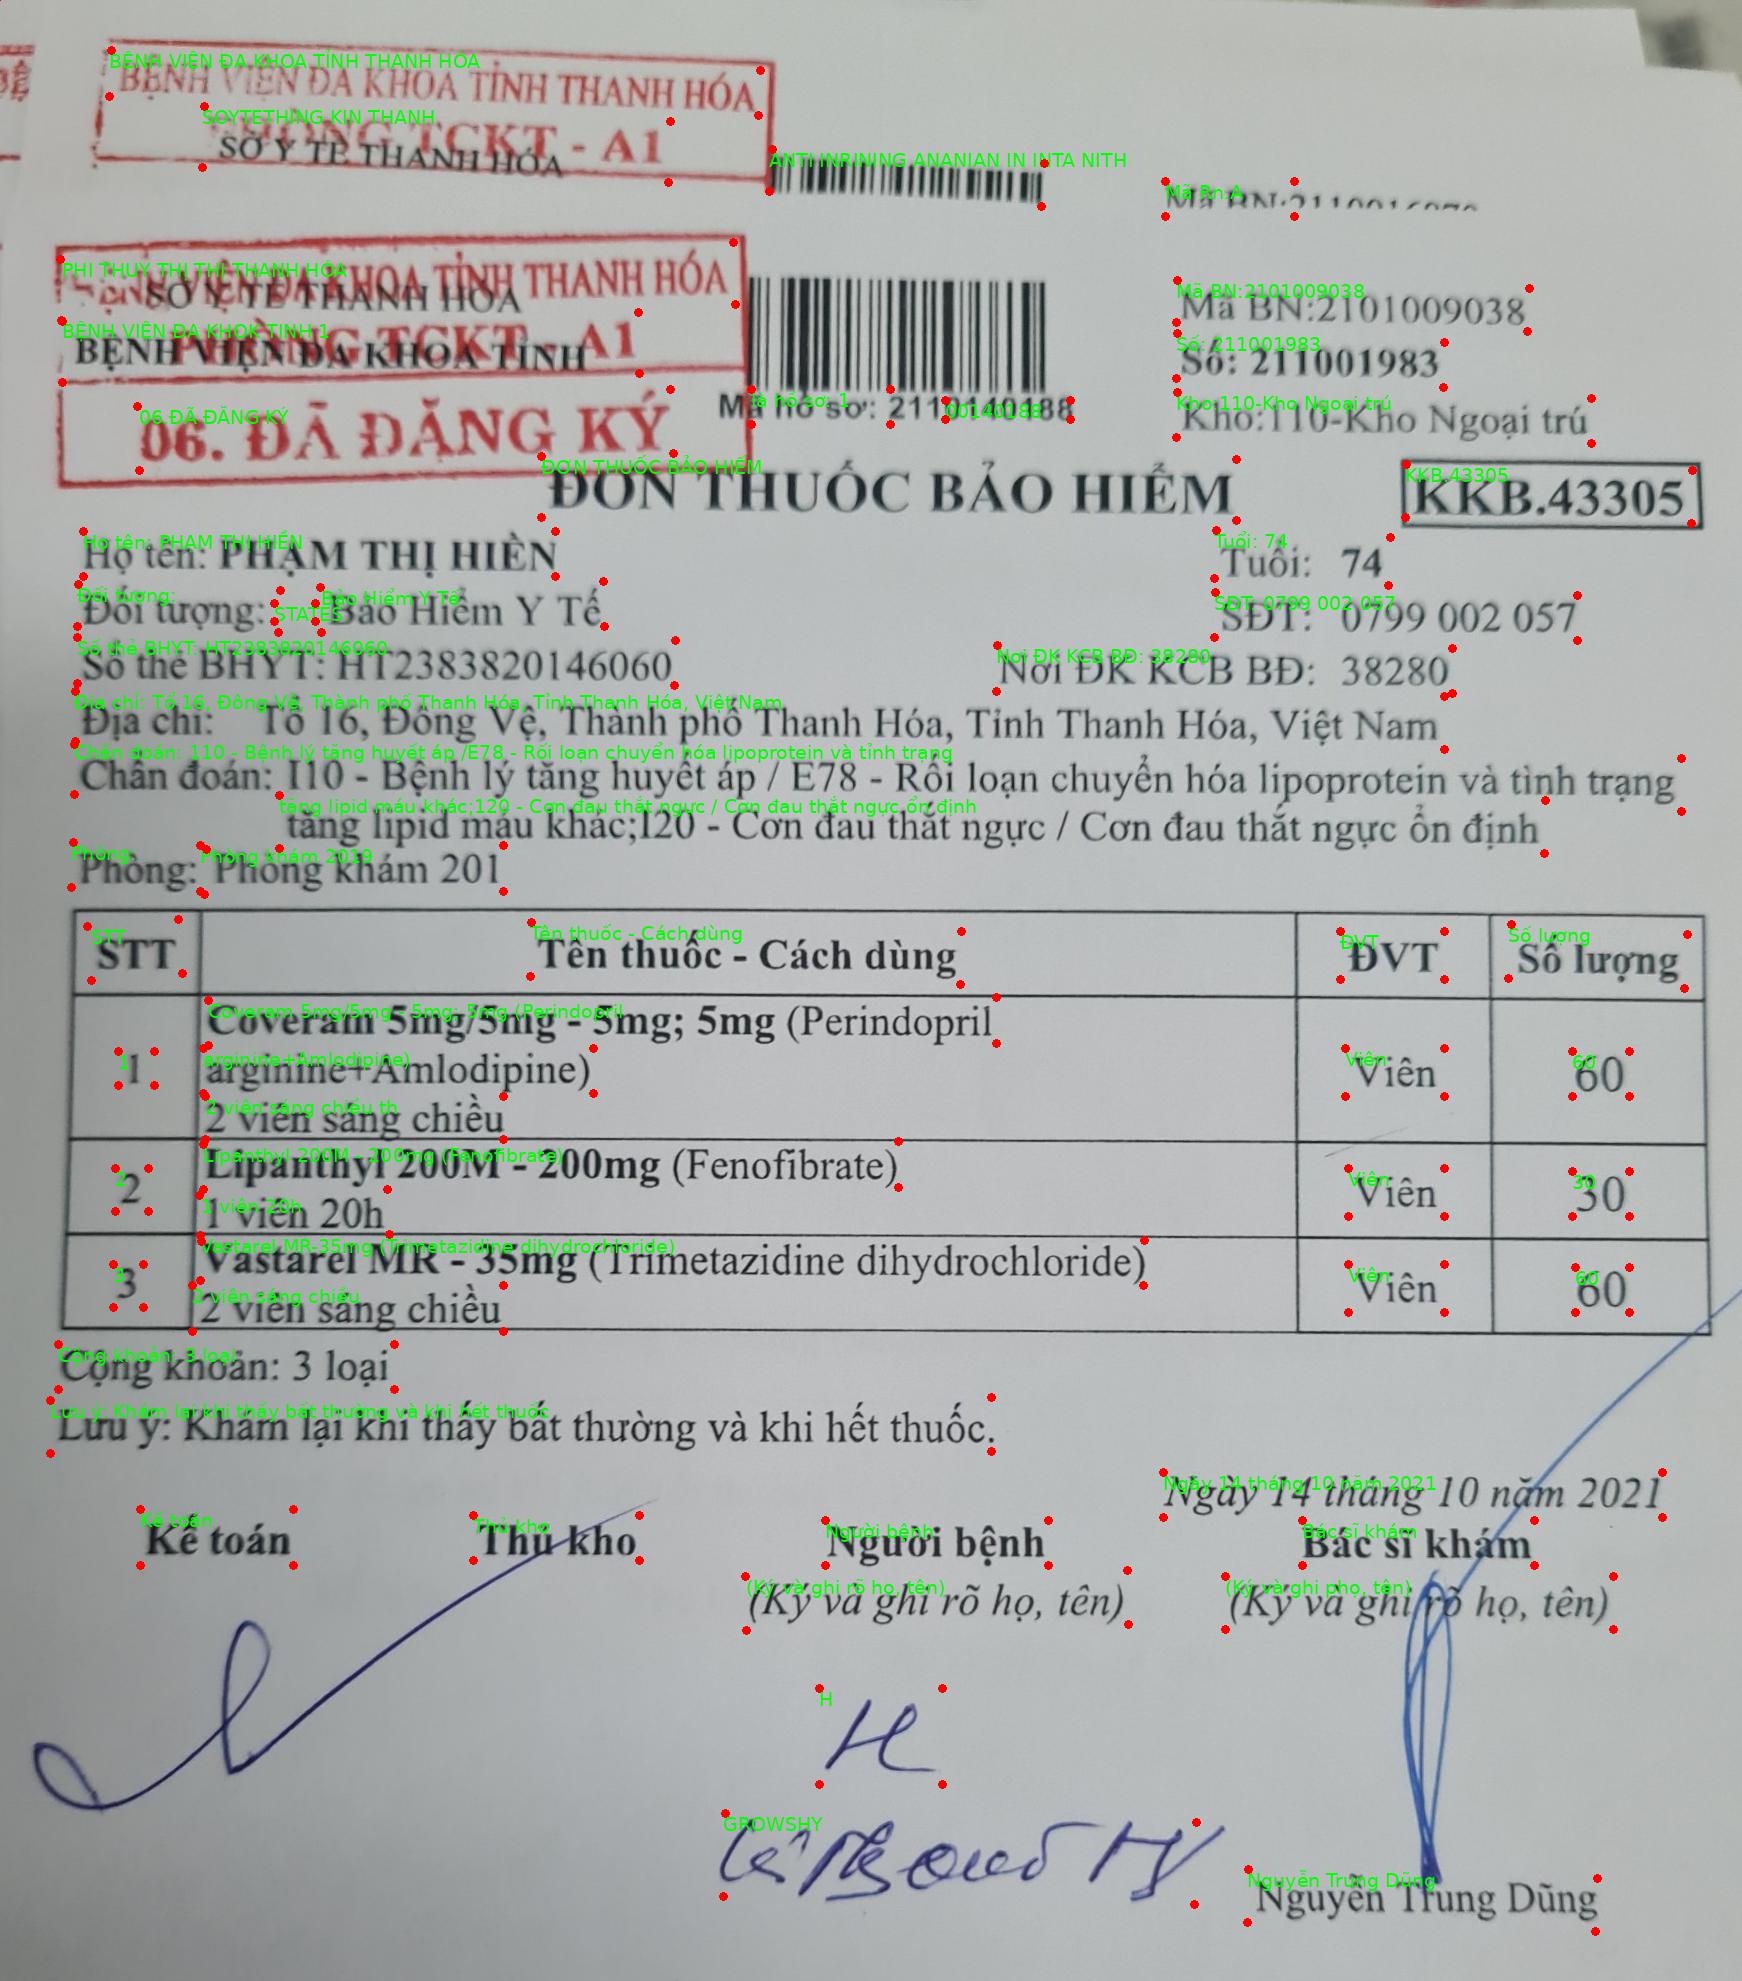 BỆNH VIỆN ĐA KHOA TỈNH THANH HÓA
PHÒNG TCKT - A1
SỞ Y TẾ THANH HÓA
BỆNH VIỆN ĐA KHOA TỈNH THANH HÓA
SỞ Y TẾ THANH HÓA
PHÒNG TCKT - A1
BỆNH VIỆN ĐA KHOA TỈNH
06. ĐÃ ĐĂNG KÝ
Mã hồ sơ: 2110140188
Mã BN:2101009038
Số: 211001983
Kho:110-Kho Ngoại trú
ĐƠN THUỐC BẢO HIỂM
KKB.43305
Họ tên: PHẠM THỊ HIỀN
Tuổi: 74
Đối tượng: Bảo Hiểm Y Tế
SĐT: 0799 002 057
Số thẻ BHYT: HT2383820146060
Nơi ĐK KCB BĐ: 38280
Địa chỉ: Tổ 16, Đông Vệ, Thành phố Thanh Hóa, Tỉnh Thanh Hóa, Việt Nam
Chẩn đoán: I10 - Bệnh lý tăng huyết áp / E78 - Rối loạn chuyển hóa lipoprotein và tình trạng
tăng lipid máu khác;I20 - Cơn đau thắt ngực / Cơn đau thắt ngực ổn định
Phòng: Phòng khám 201
STT Tên thuốc - Cách dùng ĐVT Số lượng
1 Coveram 5mg/5mg - 5mg; 5mg (Perindopril
arginine+Amlodipine) Viên 60
2 viên sáng chiều
2 Lipanthyl 200M - 200mg (Fenofibrate) Viên 30
1 viên 20h
3 Vastarel MR - 35mg (Trimetazidine dihydrochloride) Viên 60
2 viên sáng chiều
Cộng khoản: 3 loại
Lưu ý: Khám lại khi thấy bất thường và khi hết thuốc.
Ngày 14 tháng 10 năm 2021
Kế toán Thủ kho Người bệnh Bác sĩ khám
(Ký và ghi rõ họ, tên) (Ký và ghi rõ họ, tên)
H
Nguyễn Trung Dũng